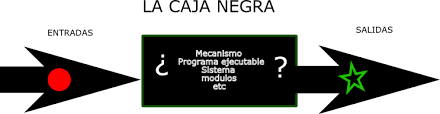 LA CAJA NEGRA
ENTRADAS
SALIDAS
¿ ?
Mecanismo
Programa ejecutable
Sistema
modulos
etc